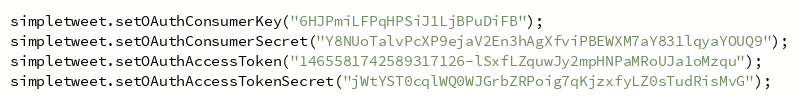 simpletweet.setOAuthConsumerKey("6HJPmiLFPqHPSiJ1LjBPuDiFB");
simpletweet.setOAuthConsumerSecret("Y8NUoTalvPcXP9ejaV2En3hAgXfviPBEWXM7aY831lqyaYOUQ9");
simpletweet.setOAuthAccessToken("1465581742589317126-lSxfLZquwJy2mpHNPaMRoUJa1oMzqu");
simpletweet.setOAuthAccessTokenSecret("jWtYST0cqlWQ0WJGrbZRPoig7qKjzxfyLZ0sTudRisMvG");